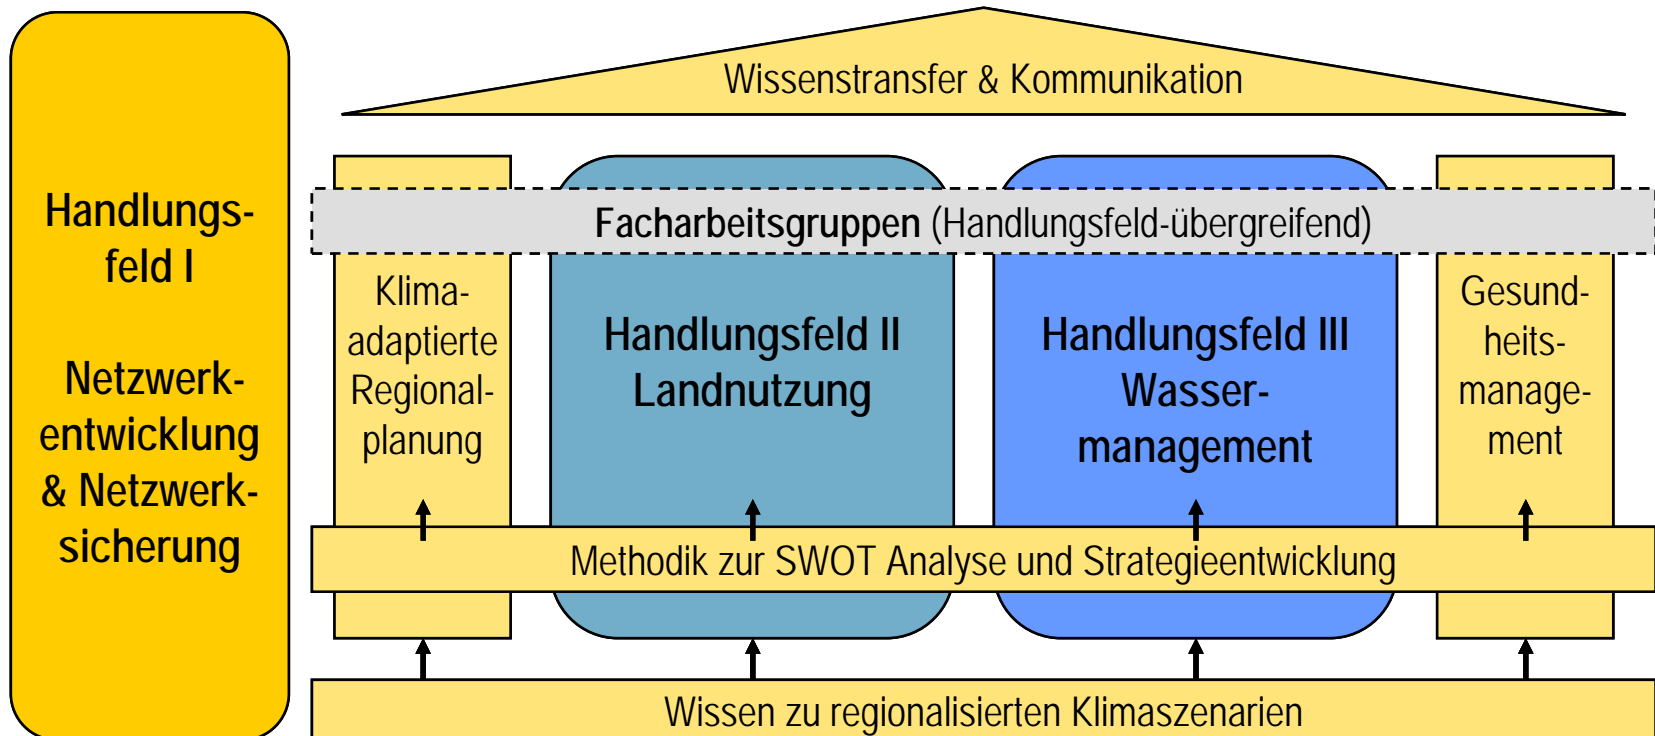 Handlungs-
feld I
Netzwerk-
entwicklung
& Netzwerk-
sicherung
Wissenstransfer & Kommunikation
Facharbeitsgruppen (Handlungsfeld-übergreifend)
Klima-
adaptierte
Regional-
planung
Handlungsfeld II
Landnutzung
Handlungsfeld III
Wasser-
management
Gesund-
heits-
manage-
ment
Methodik zur SWOT Analyse und Strategieentwicklung
Wissen zu regionalisierten Klimaszenarien